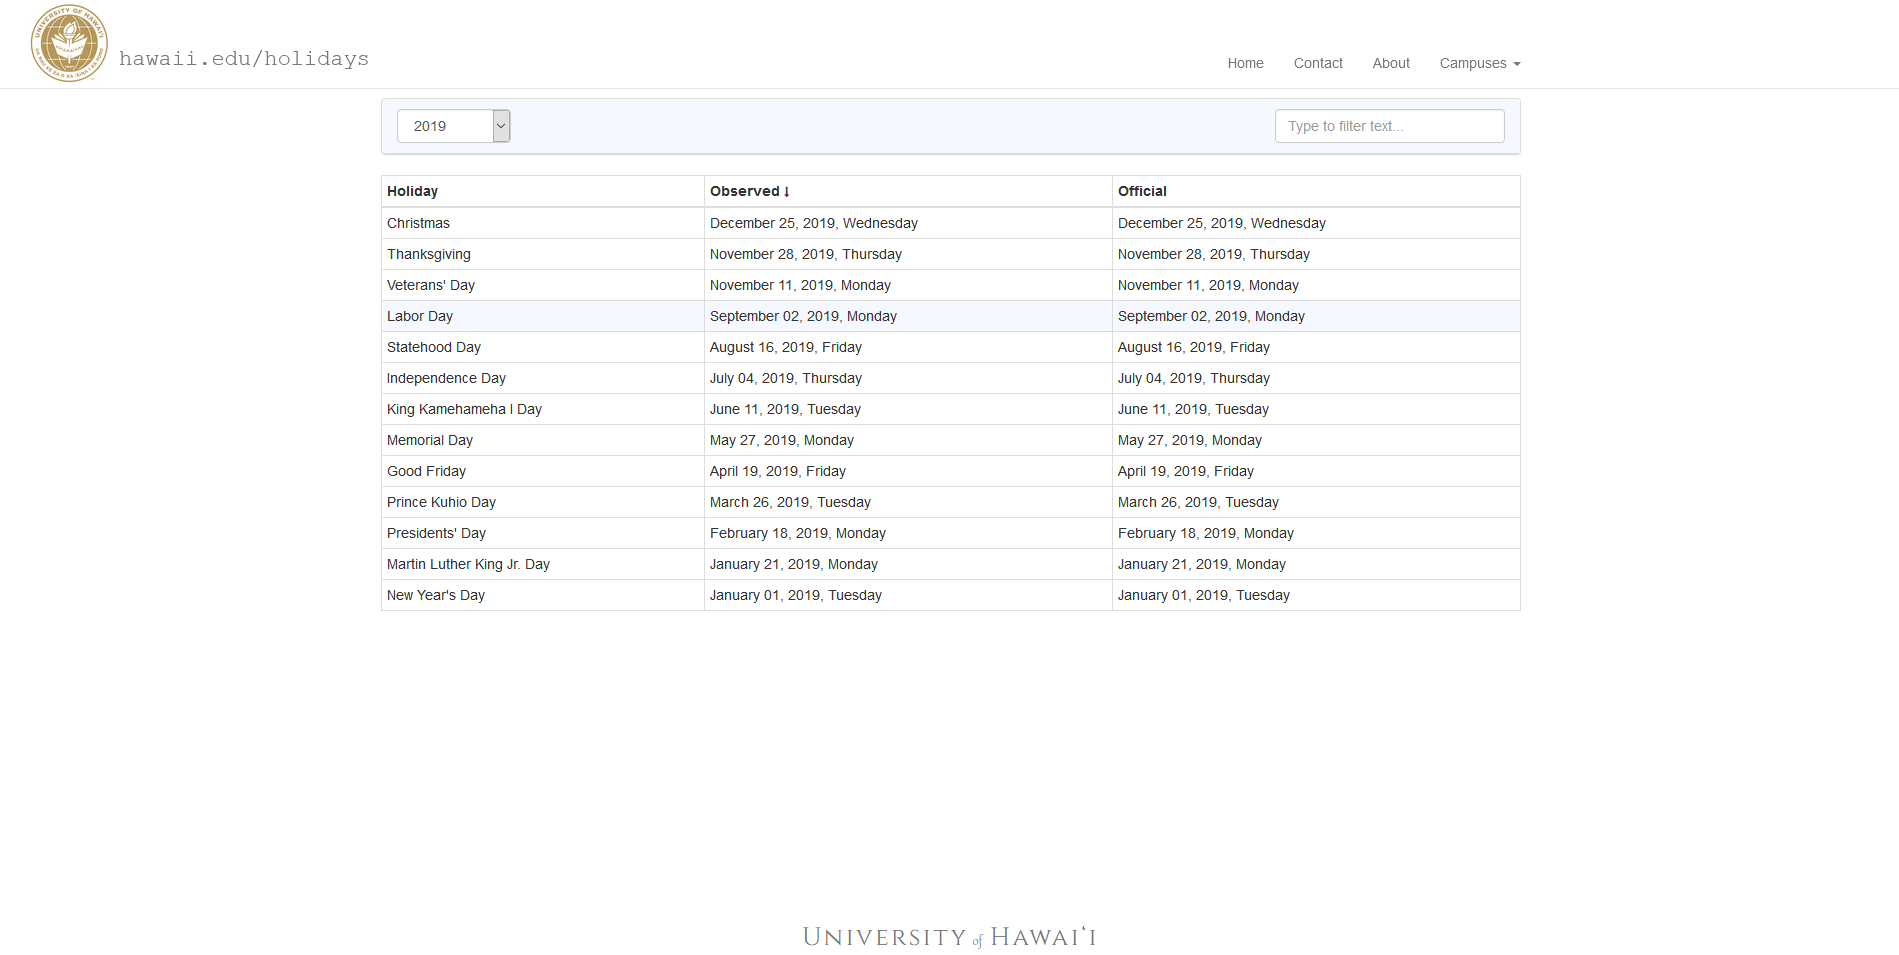 UNIVERSITY OF HAWAI'I
hawaii.edu/holidays
Home Contact About Campuses
2019 Type to filter text...
Holiday Observed ↓ Official
Christmas December 25, 2019, Wednesday December 25, 2019, Wednesday
Thanksgiving November 28, 2019, Thursday November 28, 2019, Thursday
Veterans' Day November 11, 2019, Monday November 11, 2019, Monday
Labor Day September 02, 2019, Monday September 02, 2019, Monday
Statehood Day August 16, 2019, Friday August 16, 2019, Friday
Independence Day July 04, 2019, Thursday July 04, 2019, Thursday
King Kamehameha I Day June 11, 2019, Tuesday June 11, 2019, Tuesday
Memorial Day May 27, 2019, Monday May 27, 2019, Monday
Good Friday April 19, 2019, Friday April 19, 2019, Friday
Prince Kuhio Day March 26, 2019, Tuesday March 26, 2019, Tuesday
Presidents' Day February 18, 2019, Monday February 18, 2019, Monday
Martin Luther King Jr. Day January 21, 2019, Monday January 21, 2019, Monday
New Year's Day January 01, 2019, Tuesday January 01, 2019, Tuesday
UNIVERSITY of HAWAIʻI